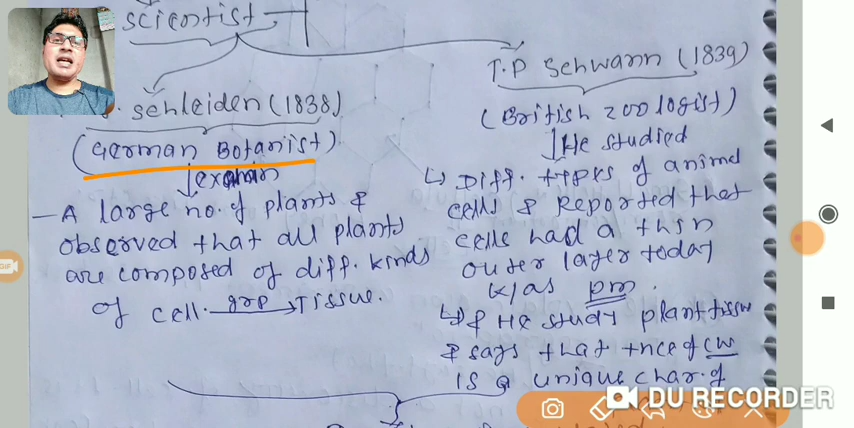 scientist
T.P Schwann (1839)
Schleiden (1838)
(British zoologist)
(German Botanist)
He studied
examin
Diff. types of animal
cells & Reported that
cells had a thin
outer layer today
k/as pm.
- A large no. of plants &
observed that all plants
are composed of diff. kinds
of cell. grp Tissue.
& He study plant tissue
& says that tnce of cw
is a unique char. of
DU RECORDER
GIF